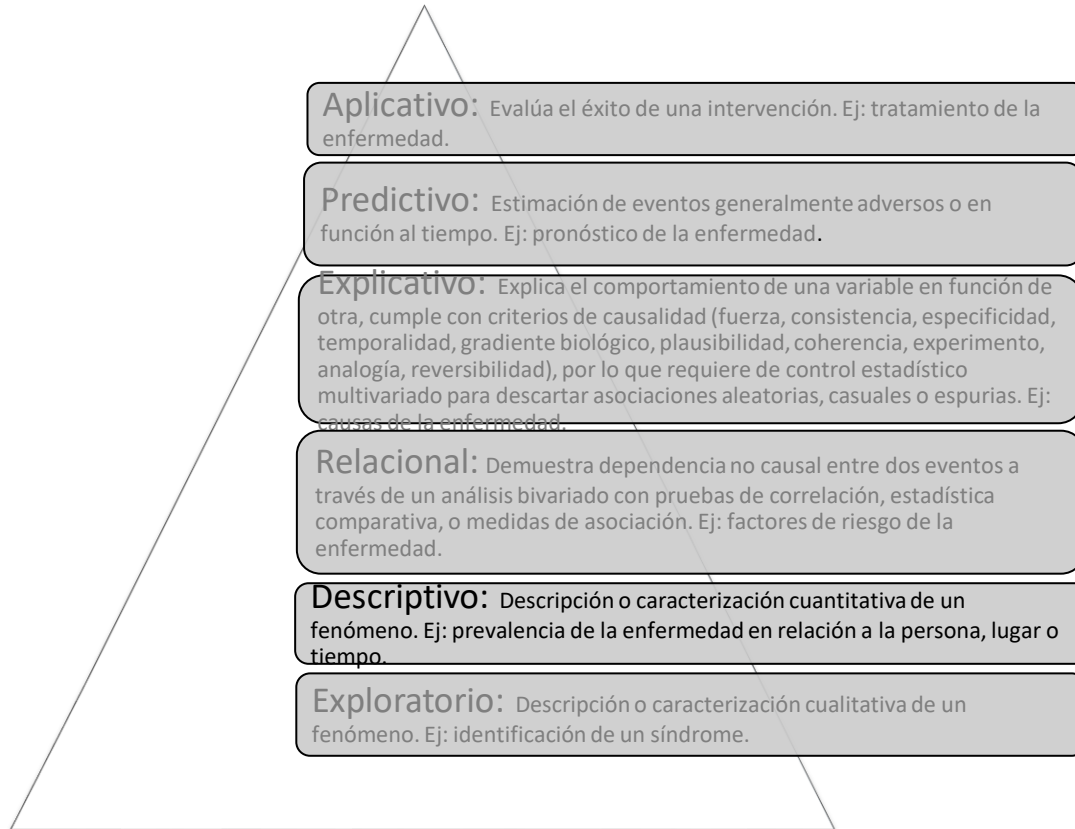 Aplicativo: Evalúa el éxito de una intervención. Ej: tratamiento de la
enfermedad.
Predictivo: Estimación de eventos generalmente adversos o en
función al tiempo. Ej: pronóstico de la enfermedad.
Explicativo: Explica el comportamiento de una variable en función de
otra, cumple con criterios de causalidad (fuerza, consistencia, especificidad,
temporalidad, gradiente biológico, plausibilidad, coherencia, experimento,
analogía, reversibilidad), por lo que requiere de control estadístico
multivariado para descartar asociaciones aleatorias, casuales o espurias. Ej:
causas de la enfermedad.
Relacional: Demuestra dependencia no causal entre dos eventos a
través de un análisis bivariado con pruebas de correlación, estadística
comparativa, o medidas de asociación. Ej: factores de riesgo de la
enfermedad.
Descriptivo: Descripción o caracterización cuantitativa de un
fenómeno. Ej: prevalencia de la enfermedad en relación a la persona, lugar o
tiempo.
Exploratorio: Descripción o caracterización cualitativa de un
fenómeno. Ej: identificación de un síndrome.